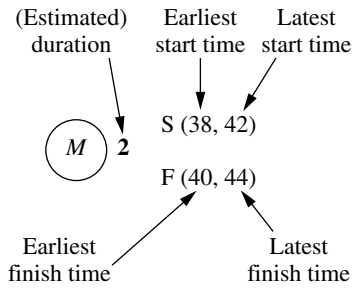 (Estimated)
duration
Earliest
start time
Latest
start time
M 2
S (38, 42)
F (40, 44)
Earliest
finish time
Latest
finish time